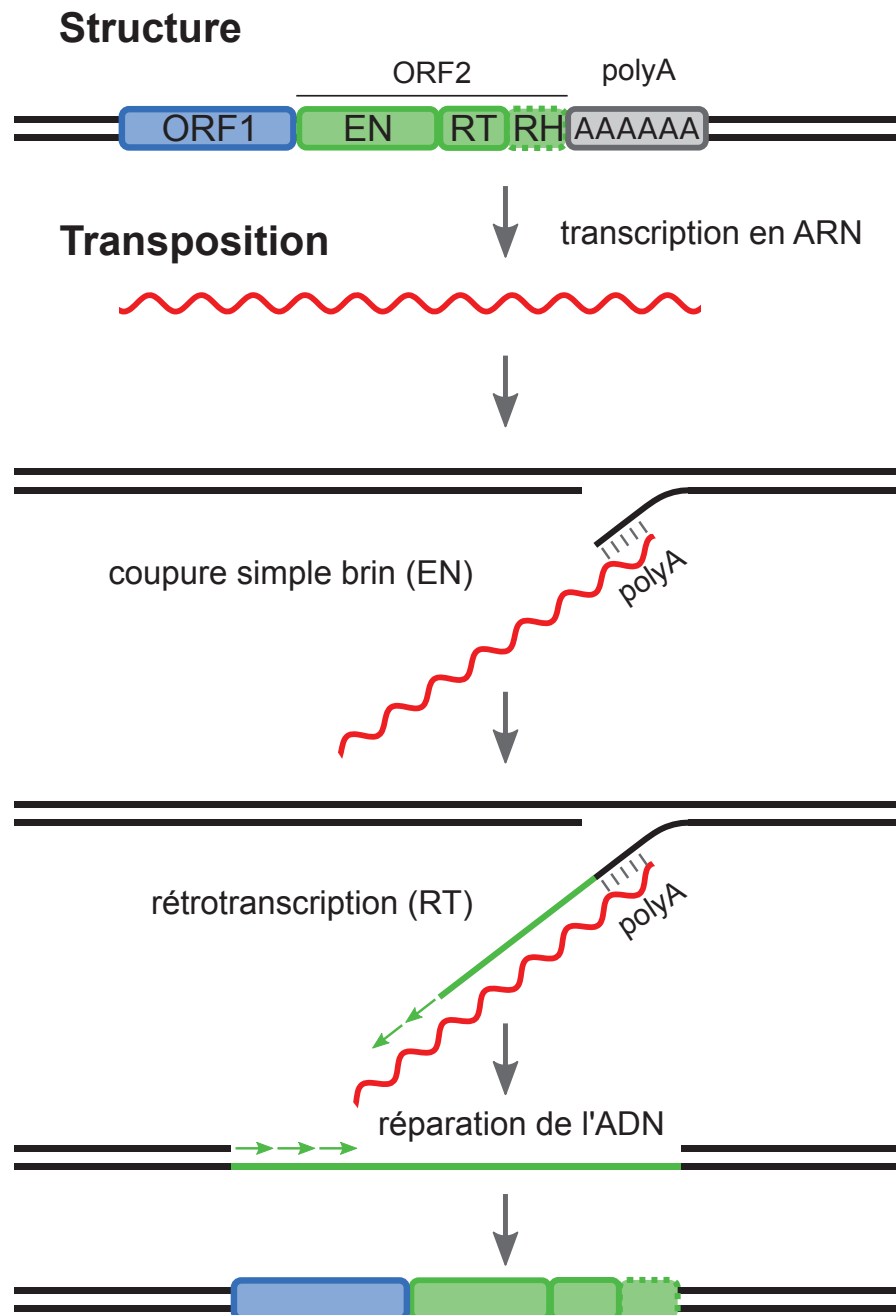 Structure
ORF2 polyA
ORF1 EN RT RH AAAAAA
transcription en ARN
Transposition
coupure simple brin (EN)
polyA
rétrotranscription (RT)
polyA
réparation de l'ADN